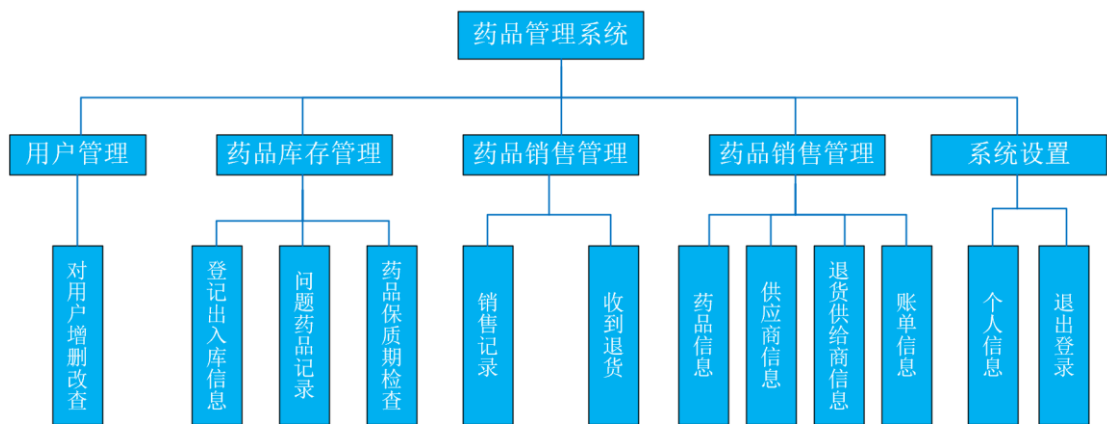 药品管理系统
用户管理
药品库存管理
药品销售管理
药品销售管理
系统设置
对用户增删改查
登记出入库信息
问题药品记录
药品保质期检查
销售记录
收到退货
药品信息
供应商信息
退货供给商信息
账单信息
个人信息
退出登录